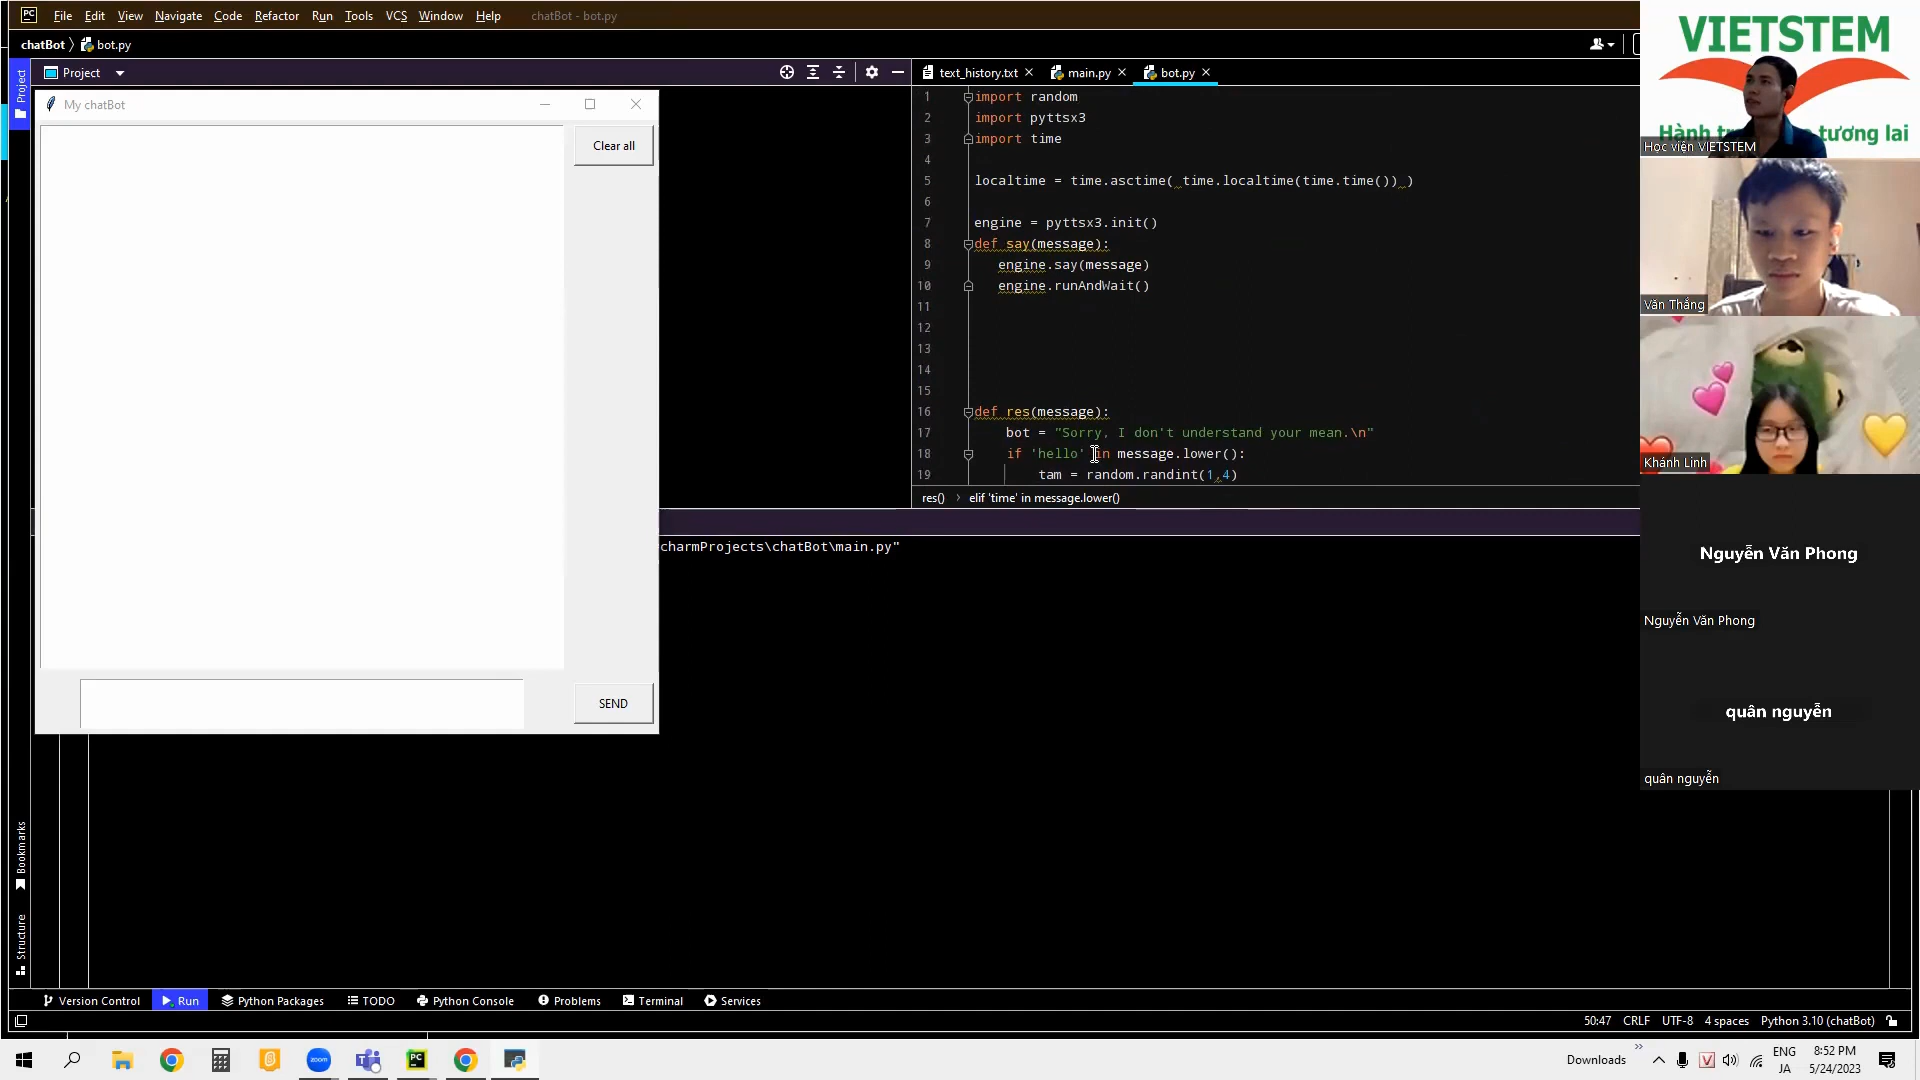 File Edit View Navigate Code Refactor Run Tools VCS Window Help chatBot - bot.py
chatBot bot.py
Project
Project
text_history.txt main.py bot.py
My chatBot
Clear all
SEND
1 import random
2 import pyttsx3
3 import time
4
5 localtime = time.asctime( time.localtime(time.time()) )
6
7 engine = pyttsx3.init()
8 def say(message):
9 engine.say(message)
10 engine.runAndWait()
11
12
13
14
15
16 def res(message):
17 bot = "Sorry, I don't understand your mean.\n"
18 if 'hello' in message.lower():
19 tam = random.randint(1,4)
res() elif 'time' in message.lower()
charmProjects\chatBot\main.py"
VIETSTEM
tương lai
Học viện VIETSTEM
Văn Thắng
Khánh Linh
Nguyễn Văn Phong
Nguyễn Văn Phong
quân nguyễn
quân nguyễn
Bookmarks
Structure
Version Control Run Python Packages TODO Python Console Problems Terminal Services
50:47 CRLF UTF-8 4 spaces Python 3.10 (chatBot)
zoom
PC
Downloads
V
ENG
JA
8:52 PM
5/24/2023